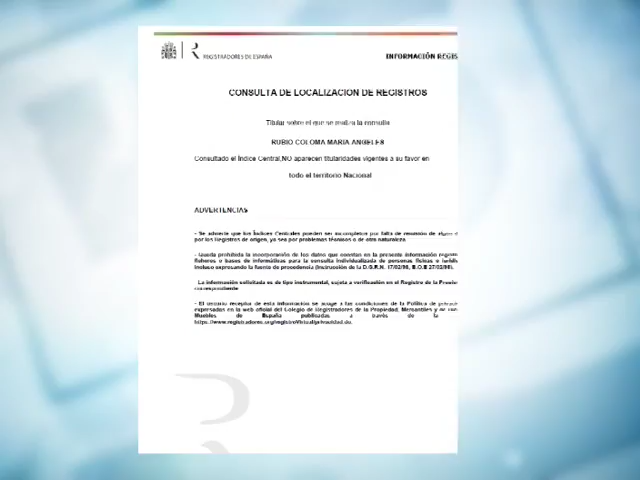 REGISTRADORES DE ESPAÑA
INFORMACIÓN REGIS
CONSULTA DE LOCALIZACION DE REGISTROS
Titular sobre el que se realiza la consulta
RUBIO COLOMA MARIA ANGELES
Consultado el Índice Central,NO aparecen titularidades vigentes a su favor en
todo el territorio Nacional
ADVERTENCIAS
- Se advierte que los Índices Centrales pueden ser incompletos por falta de remisión de
por los Registros de origen, ya sea por problemas técnicos o de otra naturaleza
- Queda prohibida la incorporación de los datos que constan en la presente información
ficheros o bases de informáticas para la consulta individualizada de personas físicas o
incluso expresando la fuente de procedencia (Instrucción de la D.G.R.N. 17/02/98, B.O.E 27/02/98).
La información solicitada es de tipo instrumental, sujeta a verificación en el Registro de la
correspondiente
- El usuario receptor de esta información se acoge a las condiciones de la Política de
expresadas en la web oficial del Colegio de Registradores de la Propiedad, Mercantiles y de
Muebles de España publicadas a través de la
https://www.registradores.org/registroVirtual/privacidad.do.